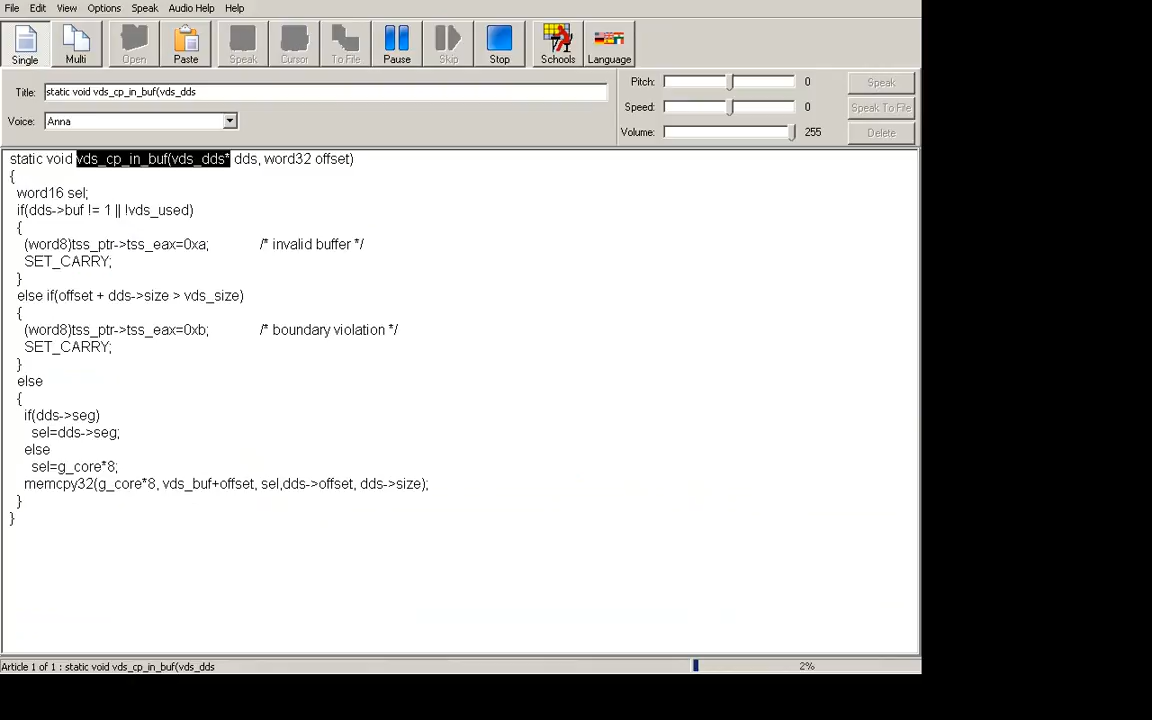 File Edit View Options Speak Audio Help Help
Single Multi Open Paste Speak Cursor To File Pause Skip Stop Schools Language
Title: static void vds_cp_in_buf(vds_dds
Voice: Anna
Pitch: 0 Speak
Speed: 0 Speak To File
Volume: 255 Delete
static void vds_cp_in_buf(vds_dds* dds, word32 offset)
{
word16 sel;
if(dds->buf != 1 || !vds_used)
{
(word8)tss_ptr->tss_eax=0xa; /* invalid buffer */
SET_CARRY;
}
else if(offset + dds->size > vds_size)
{
(word8)tss_ptr->tss_eax=0xb; /* boundary violation */
SET_CARRY;
}
else
{
if(dds->seg)
sel=dds->seg;
else
sel=g_core*8;
memcpy32(g_core*8, vds_buf+offset, sel,dds->offset, dds->size);
}
}
Article 1 of 1 : static void vds_cp_in_buf(vds_dds 2%